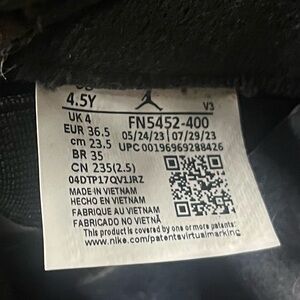 4.5Y
V3
UK 4
FN5452-400
EUR 36.5
05/24/23 07/29/23
cm 23.5
UPC 00196969288426
BR 35
CN 235(2.5)
04DTP17QV1JRZ
MADE IN VIETNAM
HECHO EN VIETNAM
FABRIQUE AU VIETNAM
FABRICADO NO VIETNÃ
This product is covered by one or more patents:
www.nike.com/patentsvirtualmarking